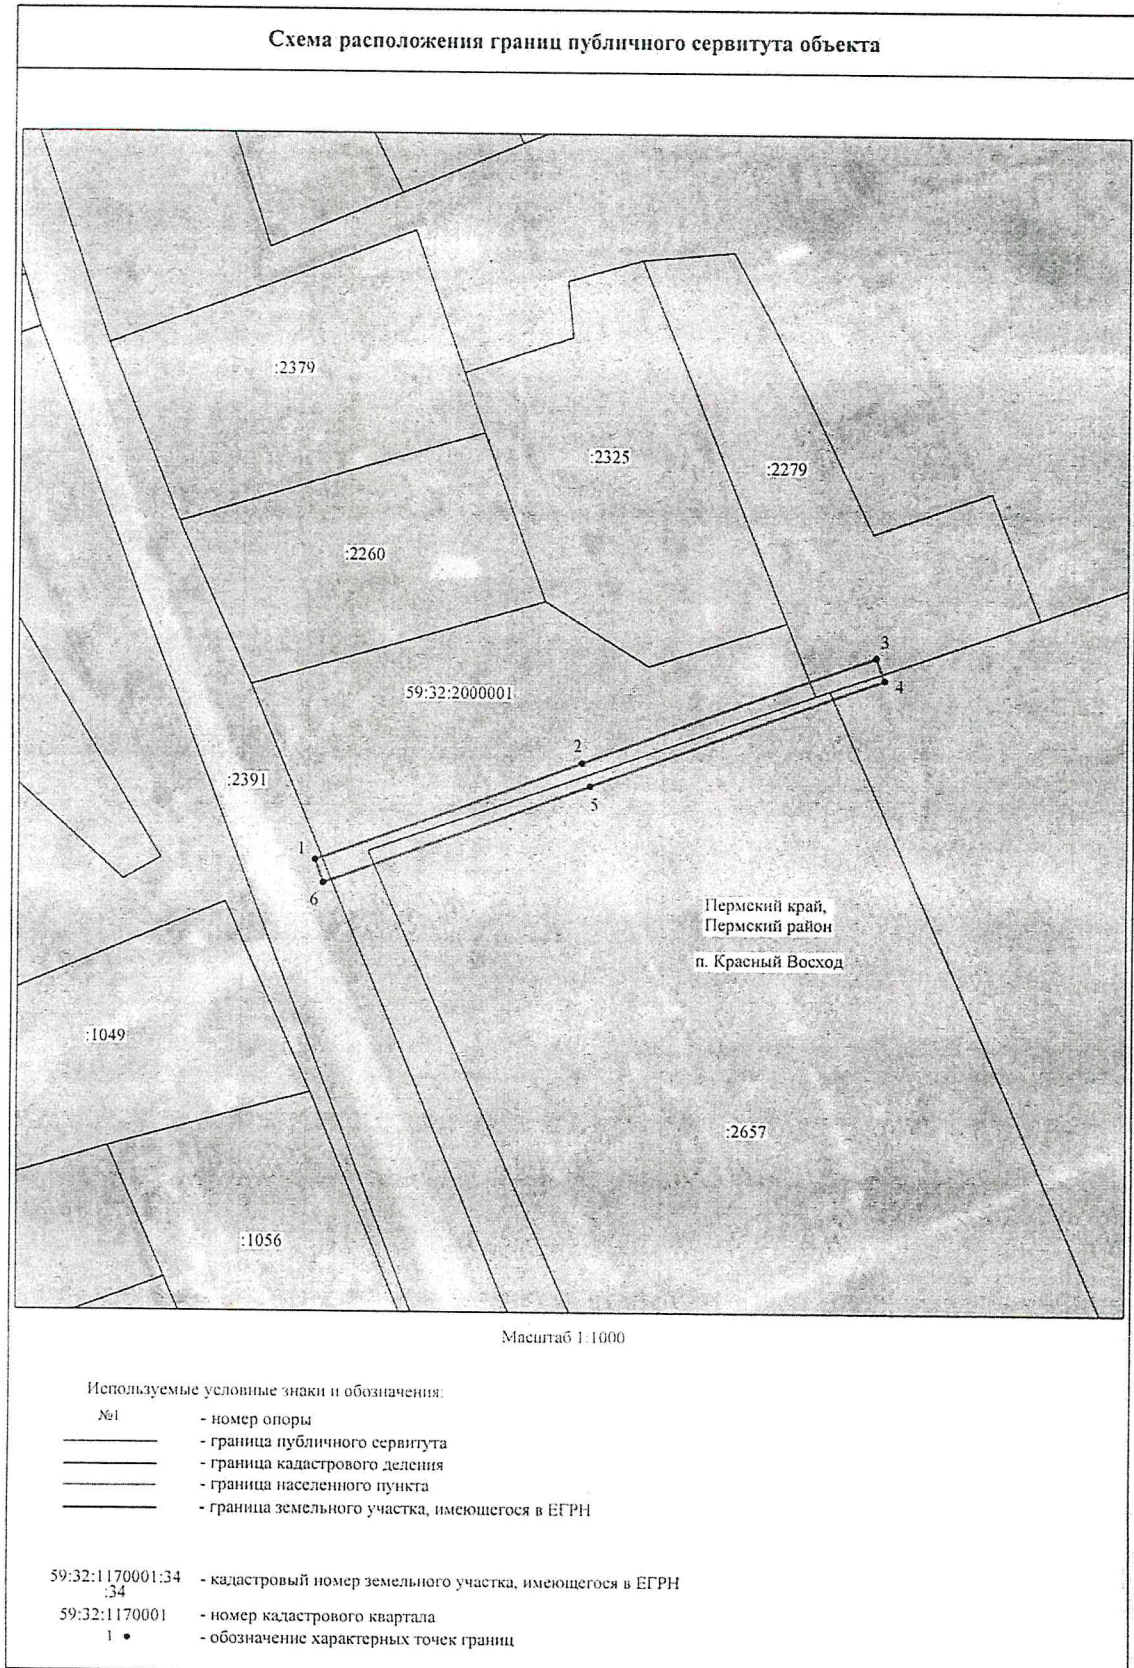 Схема расположения границ публичного сервитута объекта
:2379
:2325
:2279
:2260
3
59:32:2000001
4
2
:2391
5
1
6
Пермский край,
Пермский район
п. Красный Восход
:1049
:2657
:1056
Масштаб 1:1000
Используемые условные знаки и обозначения:
№1 - номер опоры
- граница публичного сервитута
- граница кадастрового деления
- граница населенного пункта
- граница земельного участка, имеющегося в ЕГРН
59:32:1170001:34 - кадастровый номер земельного участка, имеющегося в ЕГРН
:34
59:32:1170001 - номер кадастрового квартала
1 • - обозначение характерных точек границ